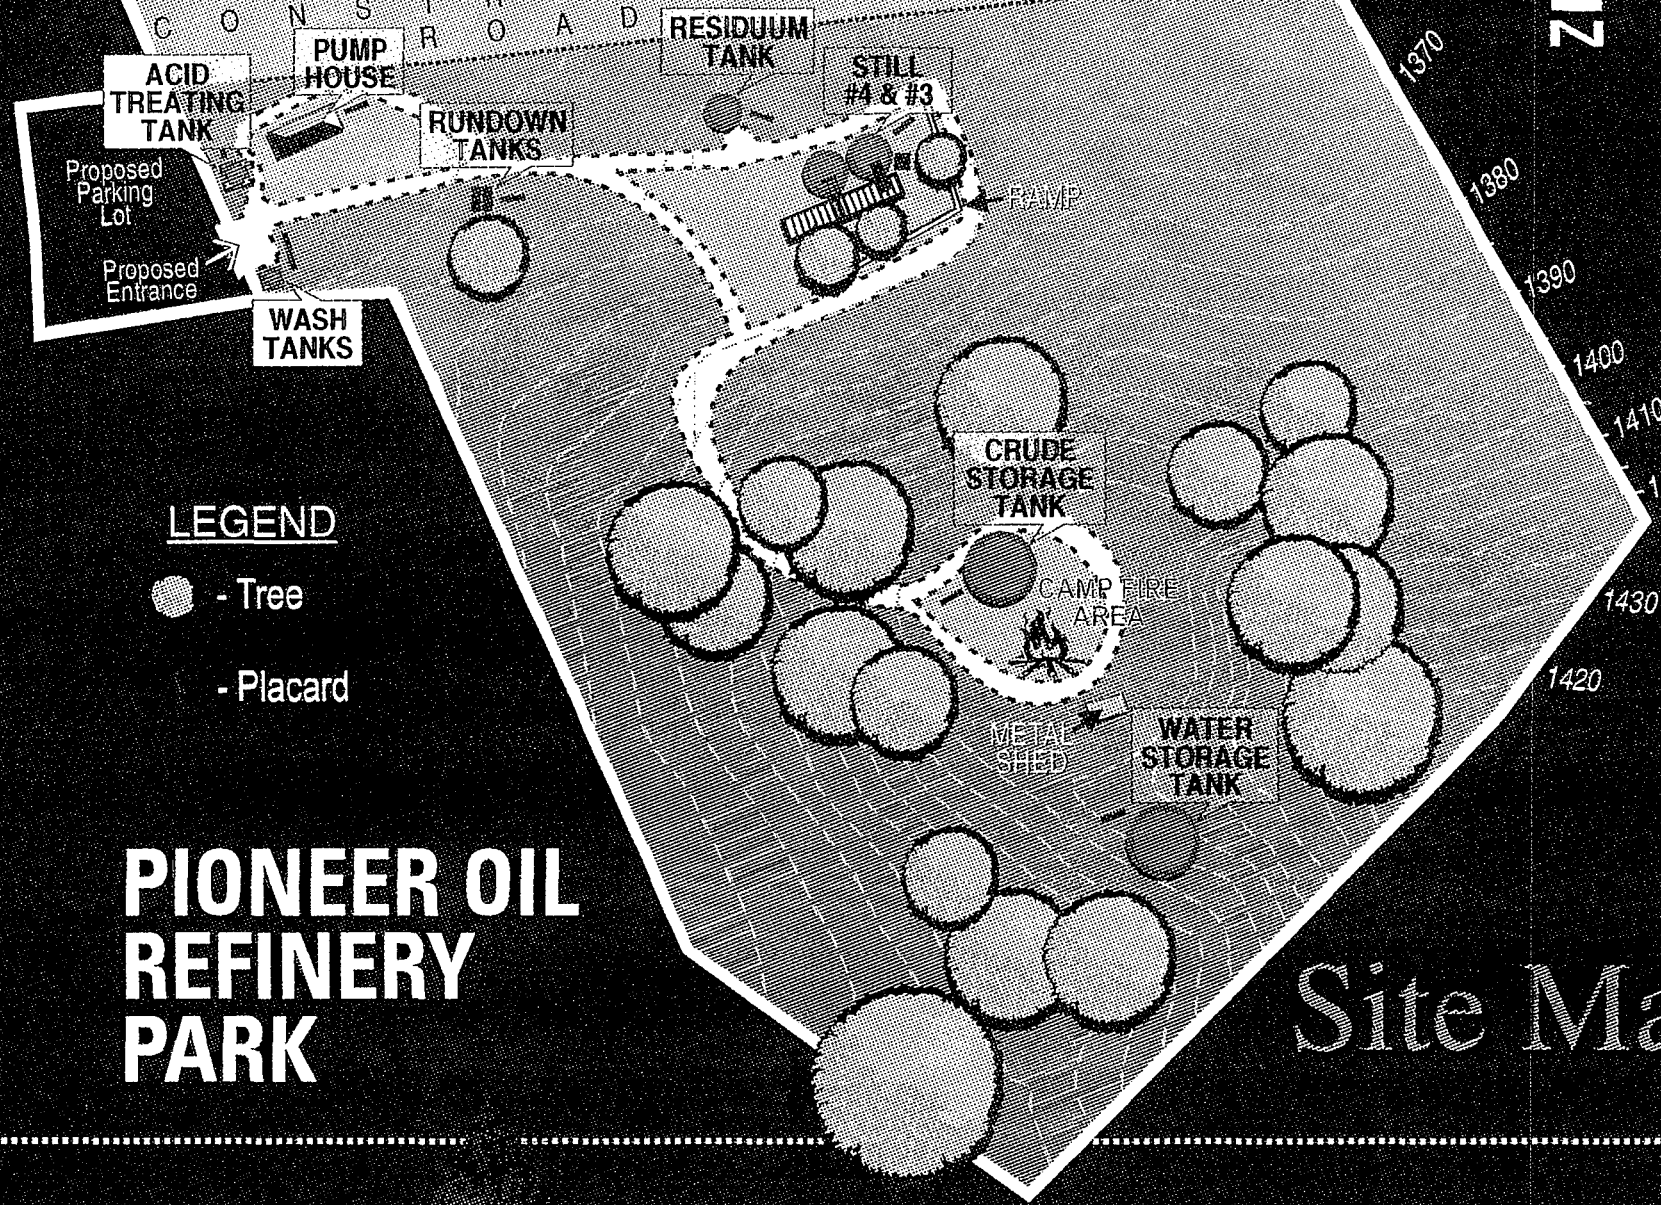 C O N S T R
R O A D
PUMP
HOUSE
RESIDUUM
TANK
STILL
#4 & #3
ACID
TREATING
TANK
RUNDOWN
TANKS
Proposed
Parking
Lot
Proposed
Entrance
WASH
TANKS
RAMP
1370
1380
1390
1400
1410
1430
1420
CRUDE
STORAGE
TANK
CAMP FIRE
AREA
METAL
SHED
WATER
STORAGE
TANK
LEGEND
- Tree
- Placard
PIONEER OIL
REFINERY
PARK
Site Ma